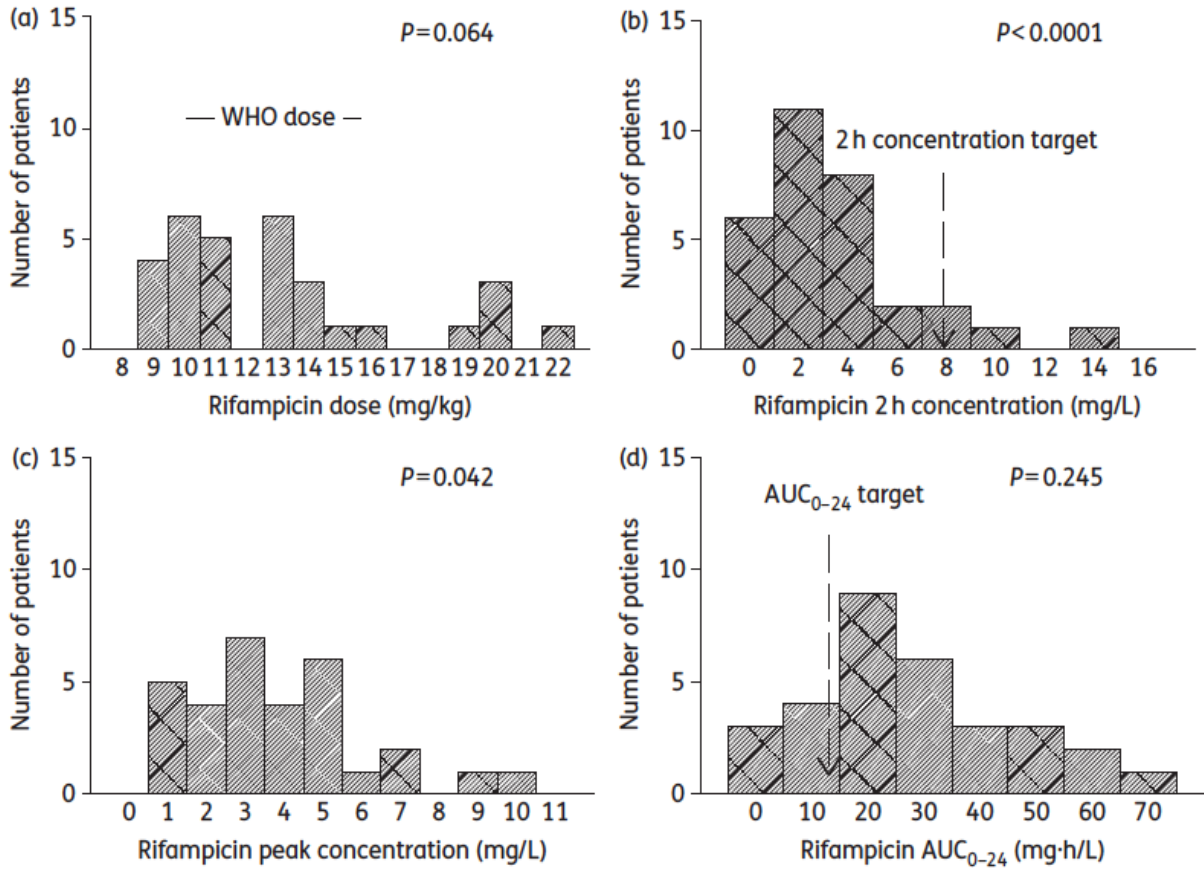 (a)
15
10
5
0
Number of patients
P=0.064
WHO dose
8 9 10 11 12 13 14 15 16 17 18 19 20 21 22
Rifampicin dose (mg/kg)
(b)
15
10
5
0
Number of patients
P<0.0001
2 h concentration target
0 2 4 6 8 10 12 14 16
Rifampicin 2 h concentration (mg/L)
(c)
15
10
5
0
Number of patients
P=0.042
0 1 2 3 4 5 6 7 8 9 10 11
Rifampicin peak concentration (mg/L)
(d)
15
10
5
0
Number of patients
P=0.245
AUC₀₋₂₄ target
0 10 20 30 40 50 60 70
Rifampicin AUC₀₋₂₄ (mg·h/L)